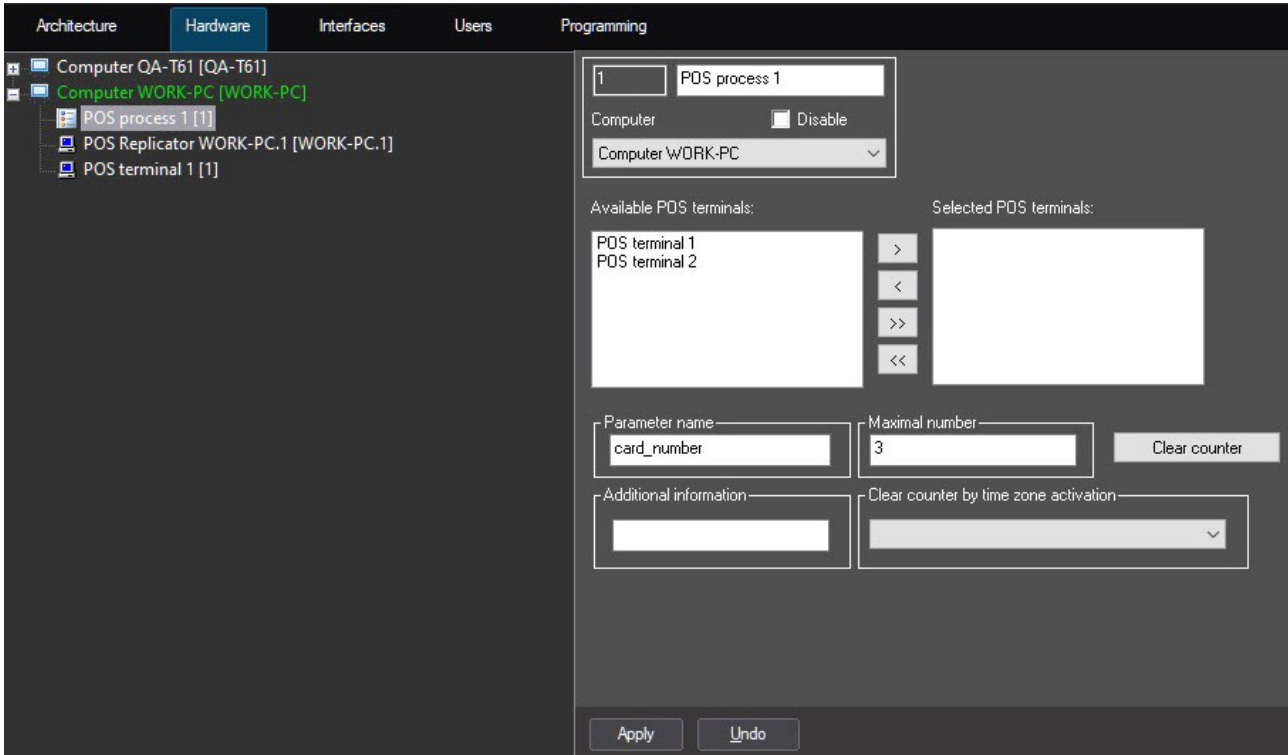 Architecture Hardware Interfaces Users Programming
Computer QA-T61 [QA-T61]
Computer WORK-PC [WORK-PC]
POS process 1 [1]
POS Replicator WORK-PC.1 [WORK-PC.1]
POS terminal 1 [1]
1 POS process 1
Computer Disable
Computer WORK-PC
Available POS terminals: Selected POS terminals:
POS terminal 1
POS terminal 2
>
<
>>
<<
Parameter name Maximal number
card_number 3 Clear counter
Additional information Clear counter by time zone activation
Apply Undo